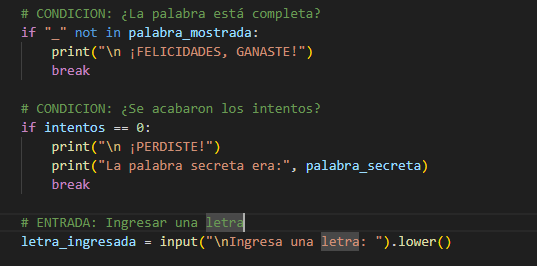 # CONDICION: ¿La palabra está completa?
if "_" not in palabra_mostrada:
    print("\n ¡FELICIDADES, GANASTE!")
    break
# CONDICION: ¿Se acabaron los intentos?
if intentos == 0:
    print("\n ¡PERDISTE!")
    print("La palabra secreta era:", palabra_secreta)
    break
# ENTRADA: Ingresar una letra
letra_ingresada = input("\nIngresa una letra: ").lower()